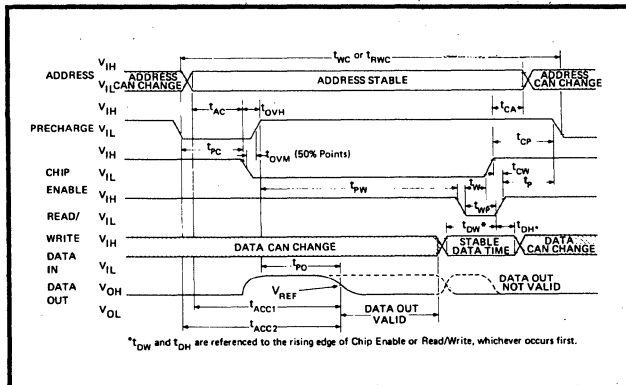 tWC or tRWC
VIH
ADDRESS
VIL
ADDRESS
CAN CHANGE
ADDRESS STABLE
ADDRESS
CAN CHANGE
VIH
tAC
tOVH
tCA
PRECHARGE VIL
tPC
tCP
VIH
tOVM (50% Points)
CHIP VIL
tPW
tW
tCW
tP
ENABLE VIH
tWP
READ/ VIL
tDW*
tDH*
WRITE VIH
DATA CAN CHANGE
STABLE
DATA TIME
DATA
CAN CHANGE
DATA
IN VIL
tPO
DATA VOH
OUT
VREF
DATA OUT
NOT VALID
VOL
tACC1
DATA OUT
VALID
tACC2
*tDW and tDH are referenced to the rising edge of Chip Enable or Read/Write, whichever occurs first.